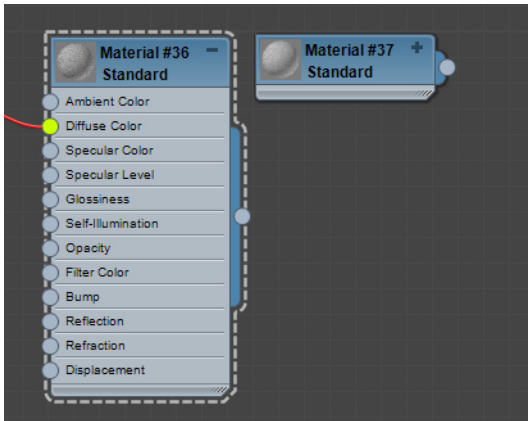 Material #36
Standard
Ambient Color
Diffuse Color
Specular Color
Specular Level
Glossiness
Self-Illumination
Opacity
Filter Color
Bump
Reflection
Refraction
Displacement
Material #37
Standard